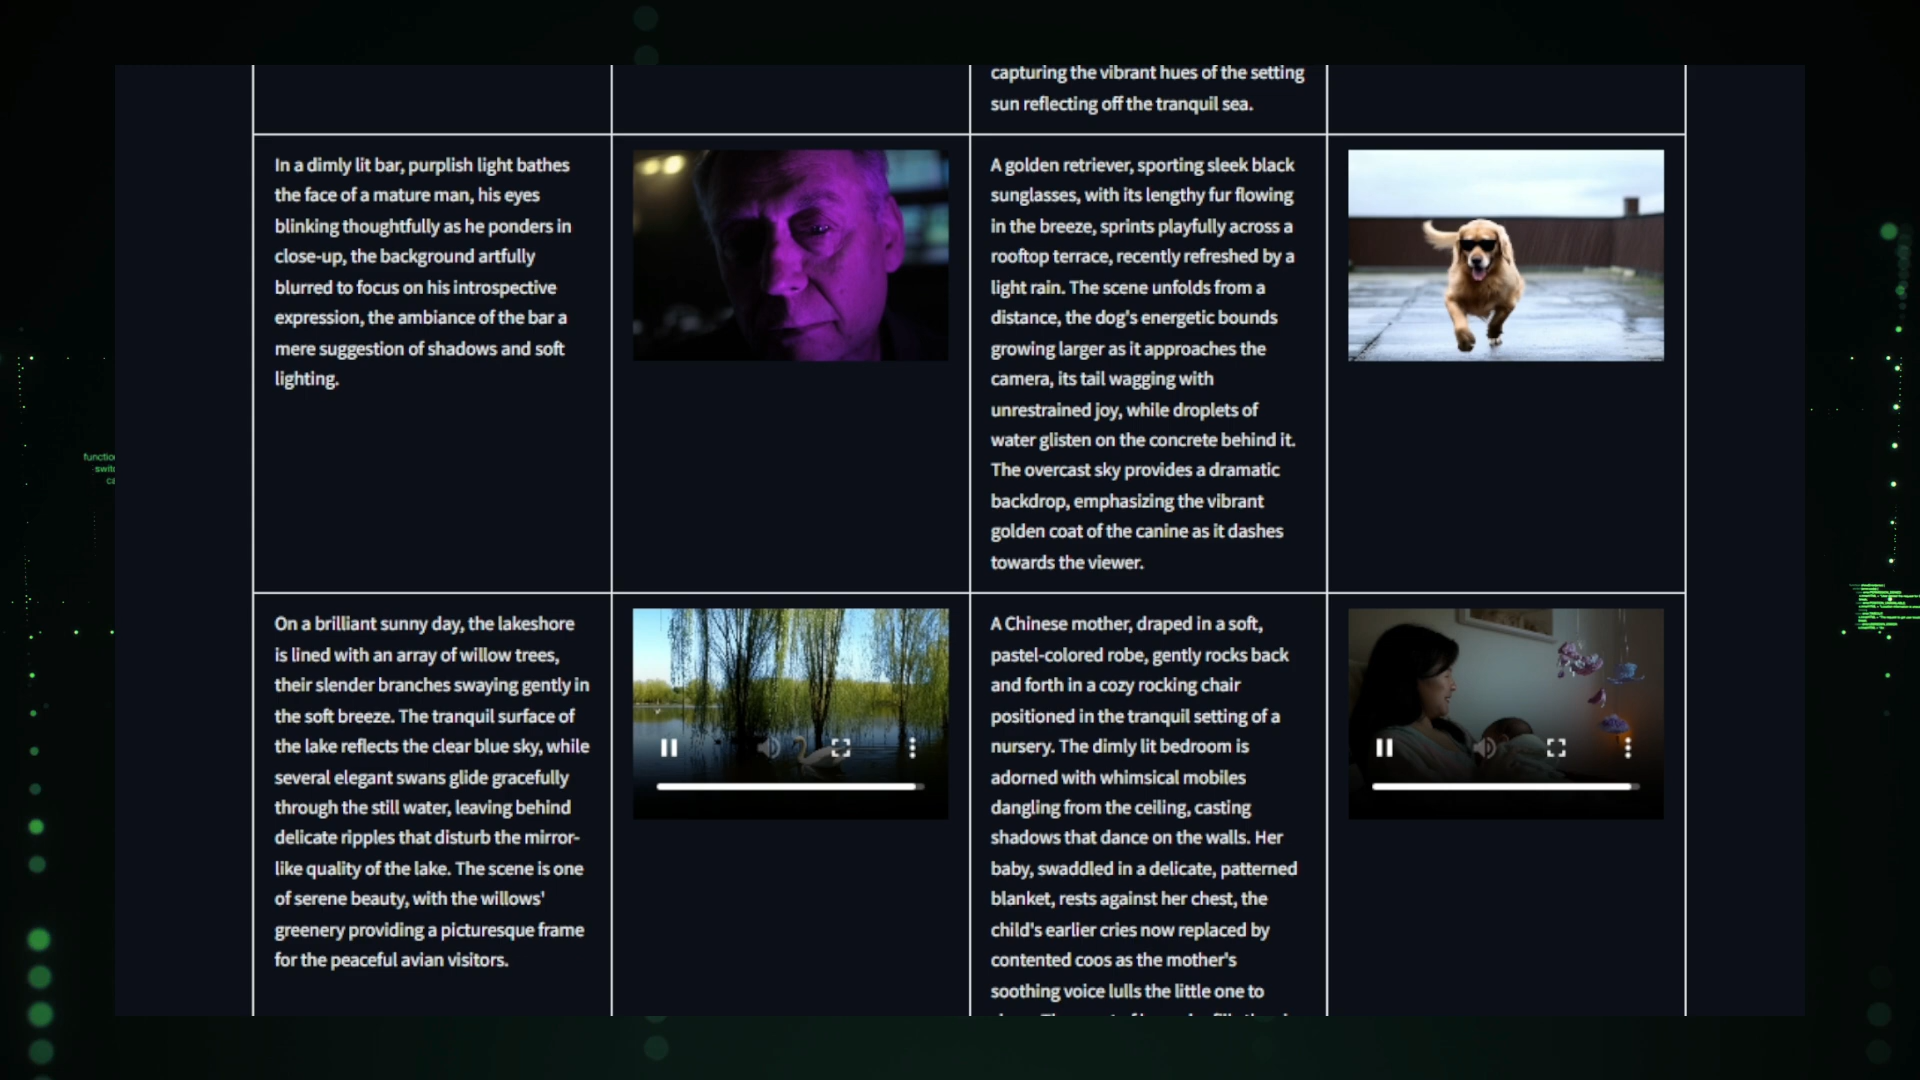 capturing the vibrant hues of the setting
sun reflecting off the tranquil sea.
In a dimly lit bar, purplish light bathes
the face of a mature man, his eyes
blinking thoughtfully as he ponders in
close-up, the background artfully
blurred to focus on his introspective
expression, the ambiance of the bar a
mere suggestion of shadows and soft
lighting.
A golden retriever, sporting sleek black
sunglasses, with its lengthy fur flowing
in the breeze, sprints playfully across a
rooftop terrace, recently refreshed by a
light rain. The scene unfolds from a
distance, the dog's energetic bounds
growing larger as it approaches the
camera, its tail wagging with
unrestrained joy, while droplets of
water glisten on the concrete behind it.
The overcast sky provides a dramatic
backdrop, emphasizing the vibrant
golden coat of the canine as it dashes
towards the viewer.
On a brilliant sunny day, the lakeshore
is lined with an array of willow trees,
their slender branches swaying gently in
the soft breeze. The tranquil surface of
the lake reflects the clear blue sky, while
several elegant swans glide gracefully
through the still water, leaving behind
delicate ripples that disturb the mirror-
like quality of the lake. The scene is one
of serene beauty, with the willows'
greenery providing a picturesque frame
for the peaceful avian visitors.
A Chinese mother, draped in a soft,
pastel-colored robe, gently rocks back
and forth in a cozy rocking chair
positioned in the tranquil setting of a
nursery. The dimly lit bedroom is
adorned with whimsical mobiles
dangling from the ceiling, casting
shadows that dance on the walls. Her
baby, swaddled in a delicate, patterned
blanket, rests against her chest, the
child's earlier cries now replaced by
contented coos as the mother's
soothing voice lulls the little one to